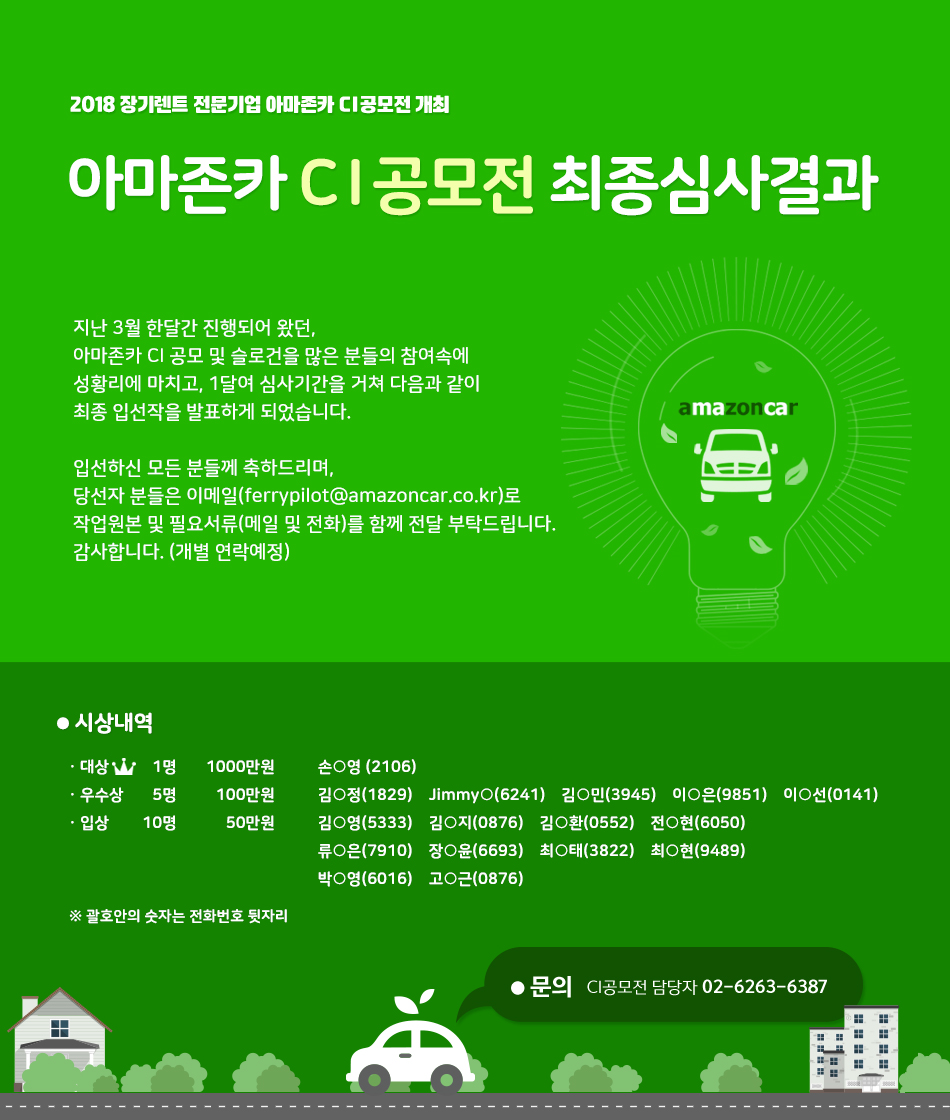 2018 장기렌트 전문기업 아마존카 CI공모전 개최
아마존카 CI공모전 최종심사결과
지난 3월 한달간 진행되어 왔던,
아마존카 CI 공모 및 슬로건을 많은 분들의 참여속에
성황리에 마치고, 1달여 심사기간을 거쳐 다음과 같이
최종 입선작을 발표하게 되었습니다.
amazoncar
입선하신 모든 분들께 축하드리며,
당선자 분들은 이메일(ferrypilot@amazoncar.co.kr)로
작업원본 및 필요서류(메일 및 전화)를 함께 전달 부탁드립니다.
감사합니다. (개별 연락예정)
● 시상내역
· 대상 1명 1000만원 손○영 (2106)
· 우수상 5명 100만원 김○정(1829) Jimmy○(6241) 김○민(3945) 이○은(9851) 이○선(0141)
· 입상 10명 50만원 김○영(5333) 김○지(0876) 김○환(0552) 전○현(6050)
류○은(7910) 장○윤(6693) 최○태(3822) 최○현(9489)
박○영(6016) 고○근(0876)
※ 괄호안의 숫자는 전화번호 뒷자리
● 문의 CI공모전 담당자 02-6263-6387